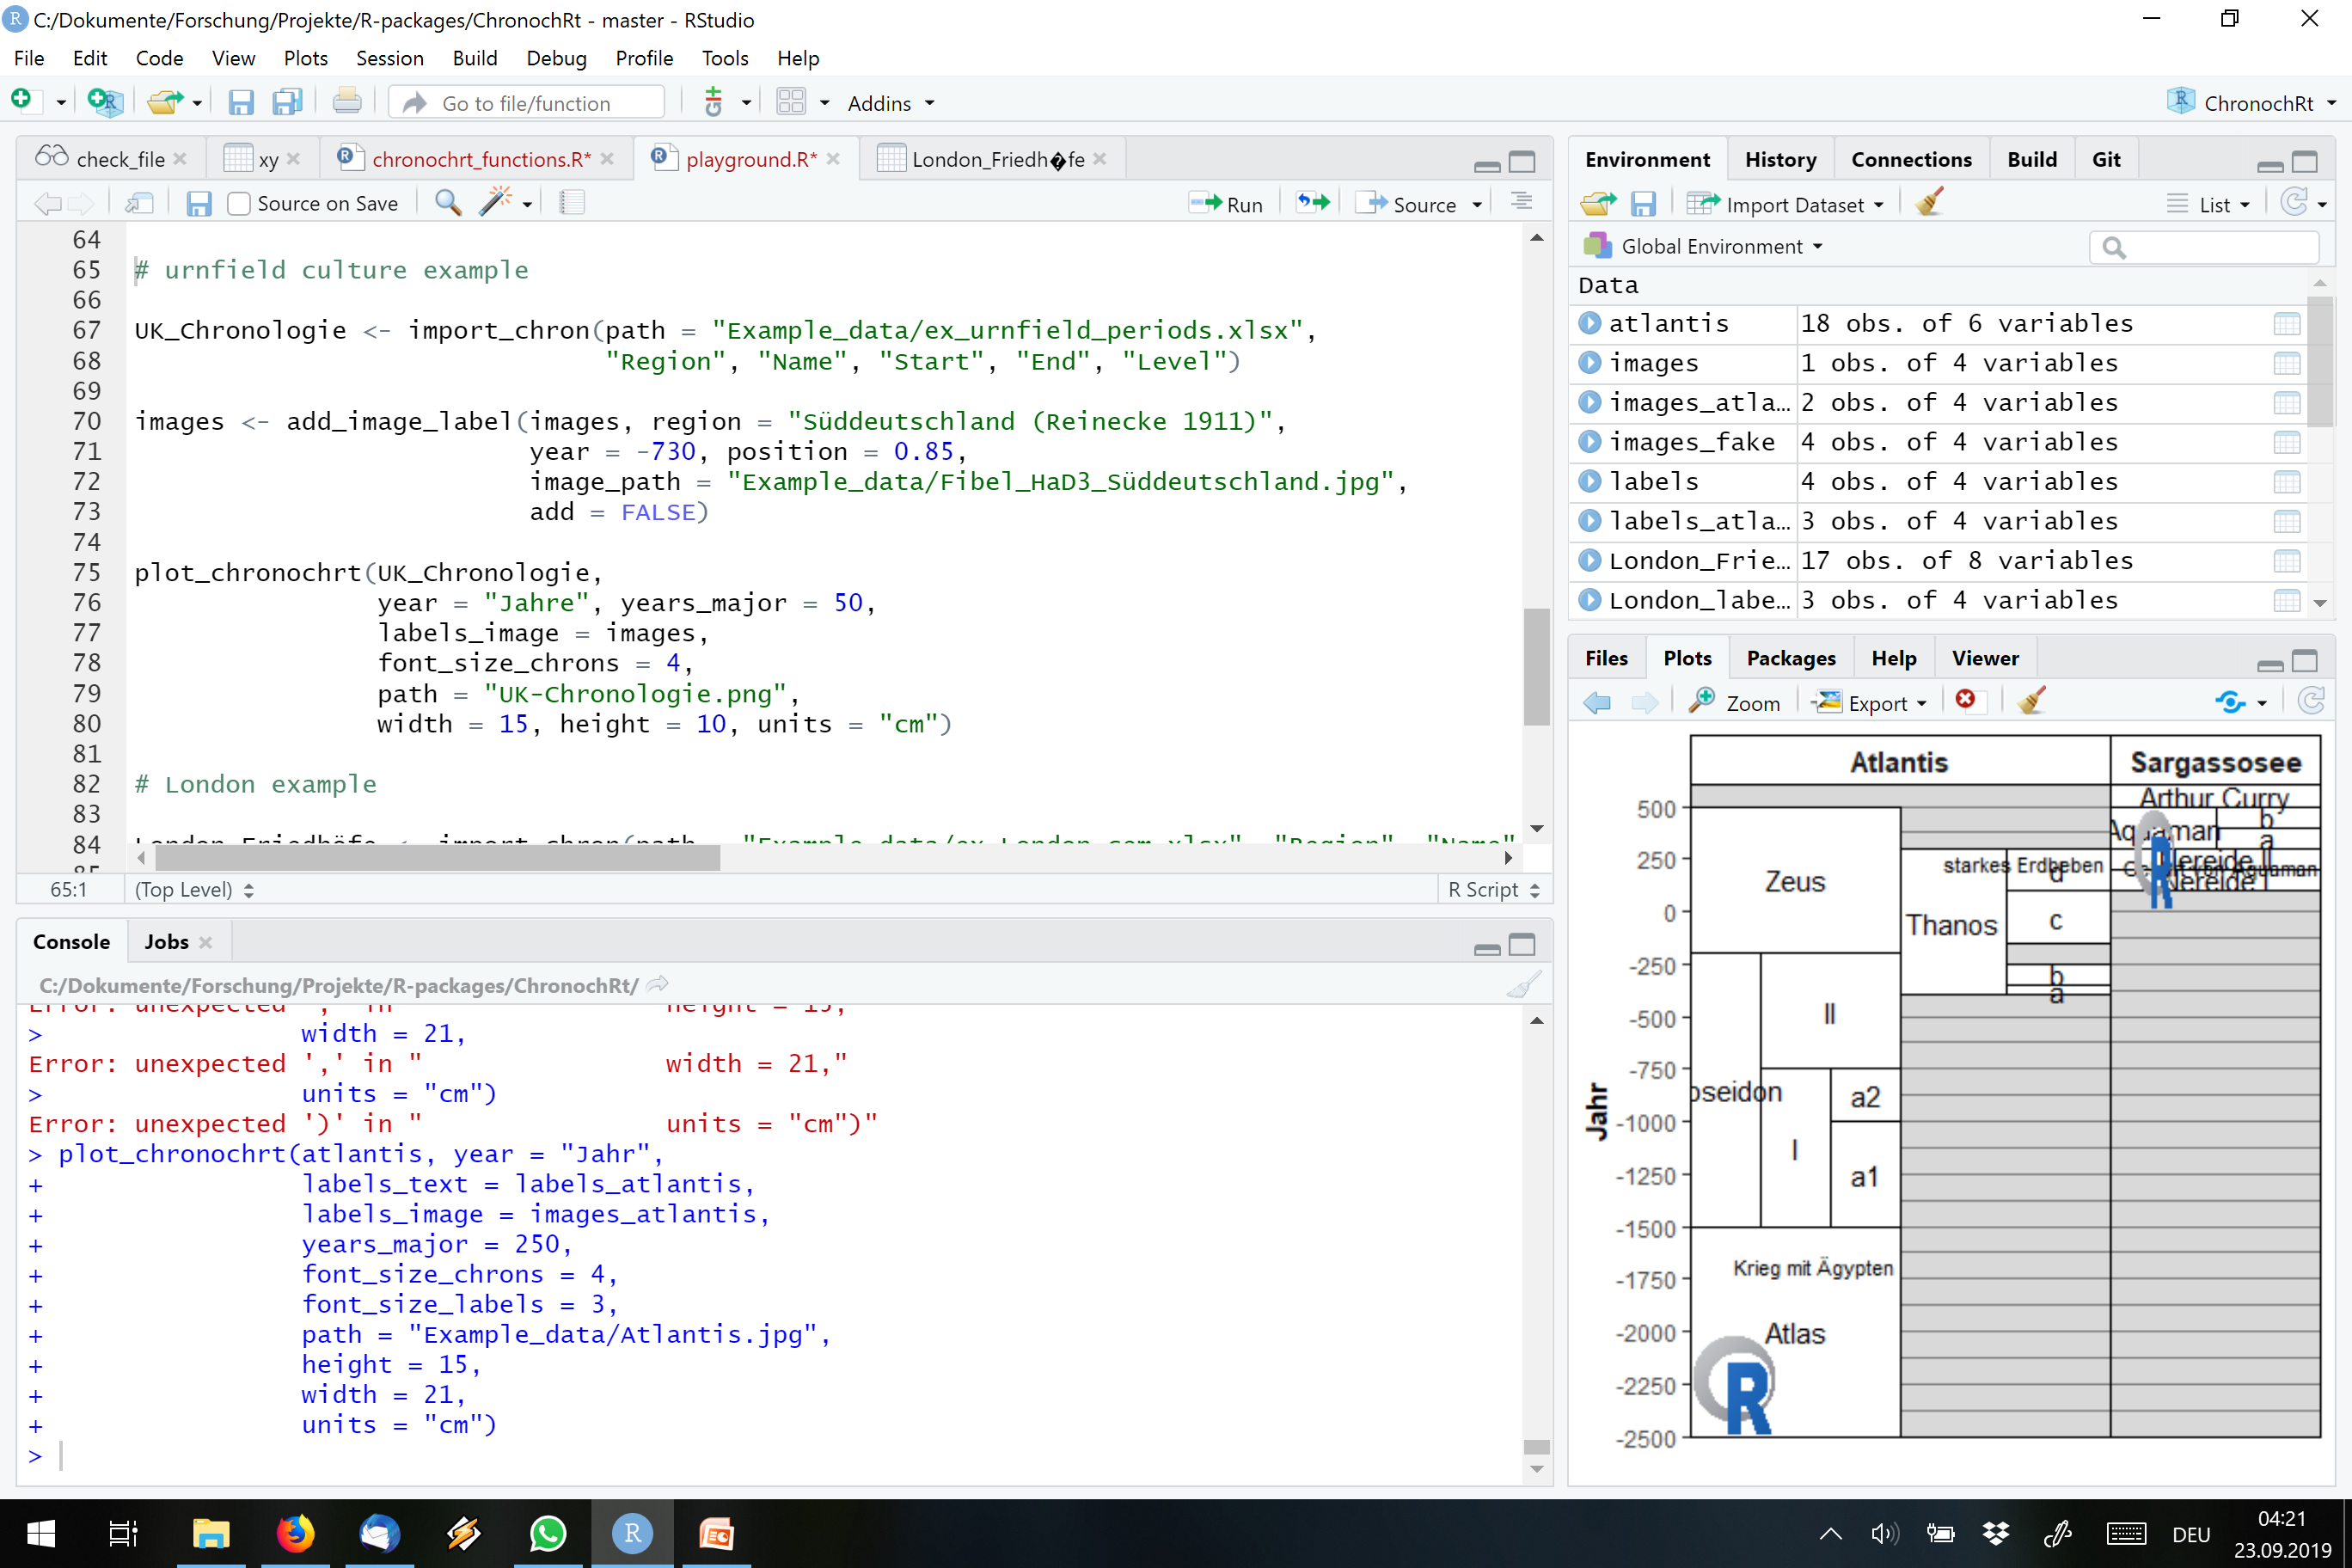 C:/Dokumente/Forschung/Projekte/R-packages/ChronochRt - master - RStudio
File Edit Code View Plots Session Build Debug Profile Tools Help
Go to file/function
Addins
ChronochRt
check_file
xy
chronochrt_functions.R*
playground.R*
London_Friedh�fe
Source on Save
Run
Source
64
65 # urnfield culture example
66
67 UK_Chronologie <- import_chron(path = "Example_data/ex_urnfield_periods.xlsx",
68 "Region", "Name", "Start", "End", "Level")
69
70 images <- add_image_label(images, region = "Süddeutschland (Reinecke 1911)",
71 year = -730, position = 0.85,
72 image_path = "Example_data/Fibel_HaD3_Süddeutschland.jpg",
73 add = FALSE)
74
75 plot_chronochrt(UK_Chronologie,
76 year = "Jahre", years_major = 50,
77 labels_image = images,
78 font_size_chrons = 4,
79 path = "UK-Chronologie.png",
80 width = 15, height = 10, units = "cm")
81
82 # London example
83
84
65:1
(Top Level)
R Script
Console
Jobs
C:/Dokumente/Forschung/Projekte/R-packages/ChronochRt/
Error: unexpected ',' in " height = 15,
> width = 21,
Error: unexpected ',' in " width = 21,"
> units = "cm")
Error: unexpected ')' in " units = "cm")"
> plot_chronochrt(atlantis, year = "Jahr",
+ labels_text = labels_atlantis,
+ labels_image = images_atlantis,
+ years_major = 250,
+ font_size_chrons = 4,
+ font_size_labels = 3,
+ path = "Example_data/Atlantis.jpg",
+ height = 15,
+ width = 21,
+ units = "cm")
>
Environment History Connections Build Git
Import Dataset
List
Global Environment
Data
atlantis 18 obs. of 6 variables
images 1 obs. of 4 variables
images_atla… 2 obs. of 4 variables
images_fake 4 obs. of 4 variables
labels 4 obs. of 4 variables
labels_atla… 3 obs. of 4 variables
London_Frie… 17 obs. of 8 variables
London_labe… 3 obs. of 4 variables
Files Plots Packages Help Viewer
Zoom
Export
Atlantis
Sargassosee
Jahr
500
250
0
-250
-500
-750
-1000
-1250
-1500
-1750
-2000
-2250
-2500
Zeus
oseidon
II
I
a2
a1
Krieg mit Ägypten
Atlas
R
Thanos
starkes Erdbeben
d
c
b
a
Arthur Curry
Aquaman
b
a
Nereide II
Nereide I
R
DEU
04:21
23.09.2019